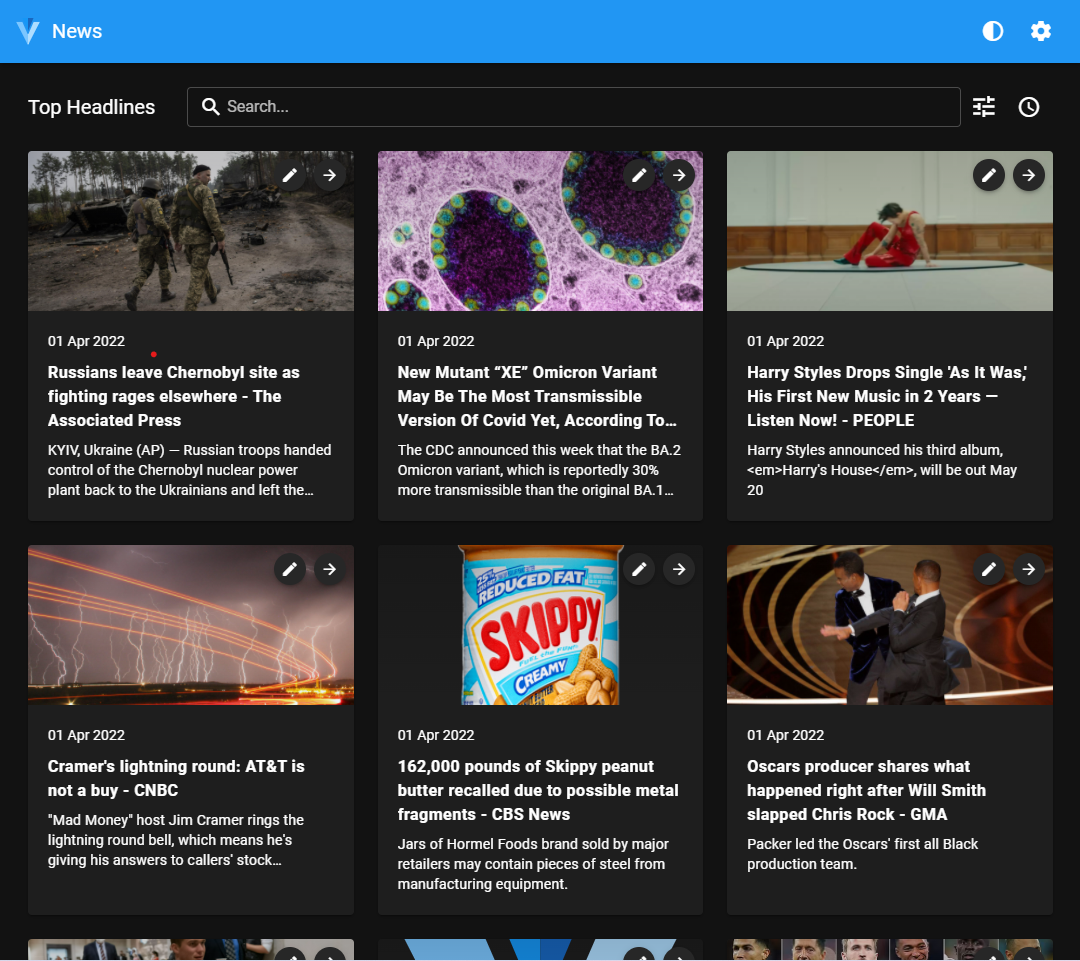 News
Top Headlines
Search...
01 Apr 2022
Russians leave Chernobyl site as
fighting rages elsewhere - The
Associated Press
KYIV, Ukraine (AP) — Russian troops handed
control of the Chernobyl nuclear power
plant back to the Ukrainians and left the…
01 Apr 2022
New Mutant “XE” Omicron Variant
May Be The Most Transmissible
Version Of Covid Yet, According To…
The CDC announced this week that the BA.2
Omicron variant, which is reportedly 30%
more transmissible than the original BA.1…
01 Apr 2022
Harry Styles Drops Single 'As It Was,'
His First New Music in 2 Years —
Listen Now! - PEOPLE
Harry Styles announced his third album,
<em>Harry's House</em>, will be out May
20
01 Apr 2022
Cramer's lightning round: AT&T is
not a buy - CNBC
"Mad Money" host Jim Cramer rings the
lightning round bell, which means he's
giving his answers to callers' stock…
25%
REDUCED FAT
SKIPPY
FUEL THE FUN!
CREAMY
01 Apr 2022
162,000 pounds of Skippy peanut
butter recalled due to possible metal
fragments - CBS News
Jars of Hormel Foods brand sold by major
retailers may contain pieces of steel from
manufacturing equipment.
01 Apr 2022
Oscars producer shares what
happened right after Will Smith
slapped Chris Rock - GMA
Packer led the Oscars' first all Black
production team.